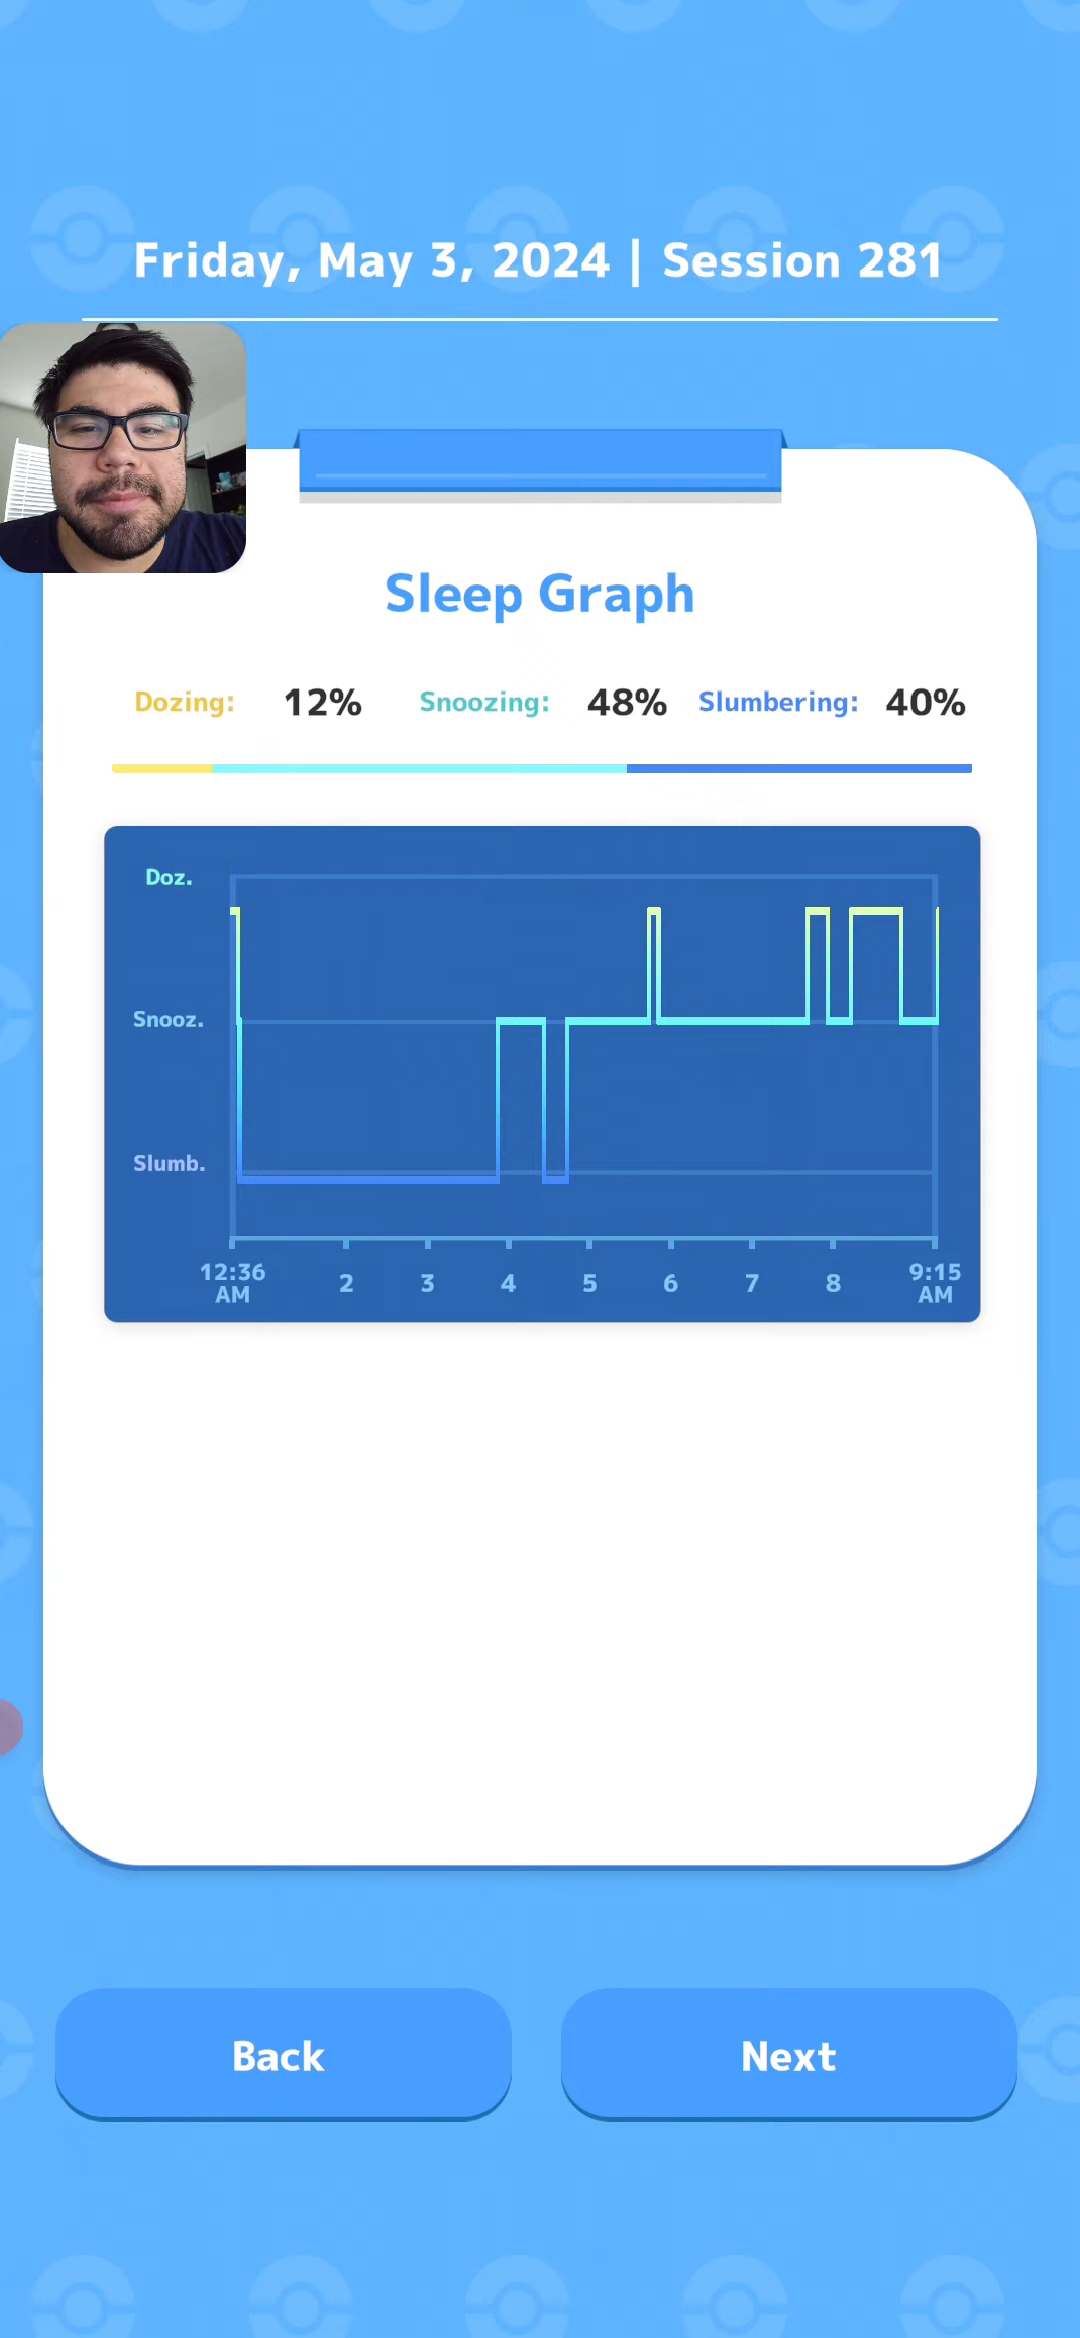 Friday, May 3, 2024 | Session 281
Sleep Graph
Dozing: 12% Snoozing: 48% Slumbering: 40%
Doz.
Snooz.
Slumb.
12:36 AM 2 3 4 5 6 7 8 9:15 AM
Back Next